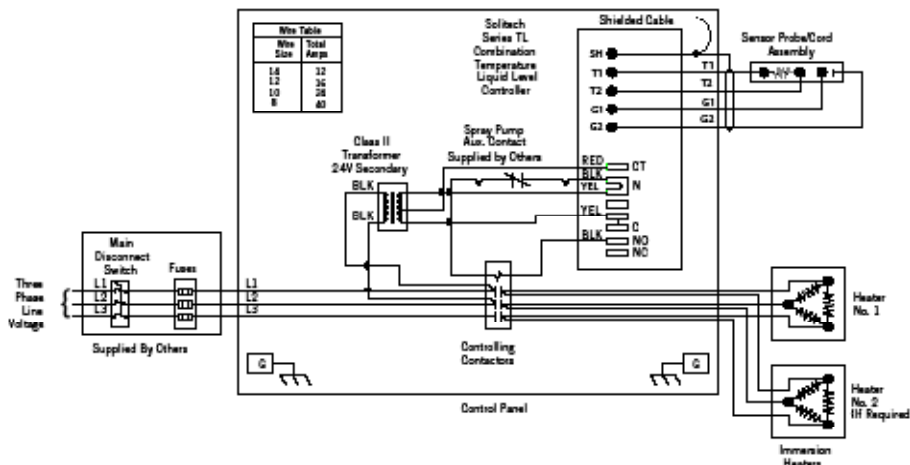 Wire Table
Wire Size
Total Amps
14 12
12 16
10 28
8 40
Solitech
Series TL
Combination
Temperature
Liquid Level
Controller
Shielded Cable
SH
T1
T2
G1
G2
T1
T2
G1
G2
Sensor Probe/Cord
Assembly
Class II
Transformer
24V Secondary
BLK
BLK
Spray Pump
Aux. Contact
Supplied by Others
RED
BLK
YEL
YEL
BLK
CT
N
C
NO
NC
Main
Disconnect
Switch
Fuses
Three
Phase
Line
Voltage
L1
L2
L3
L1
L2
L3
Supplied By Others
Controlling
Contactors
G
G
Control Panel
Heater
No. 1
Heater
No. 2
If Required
Immersion
Heaters